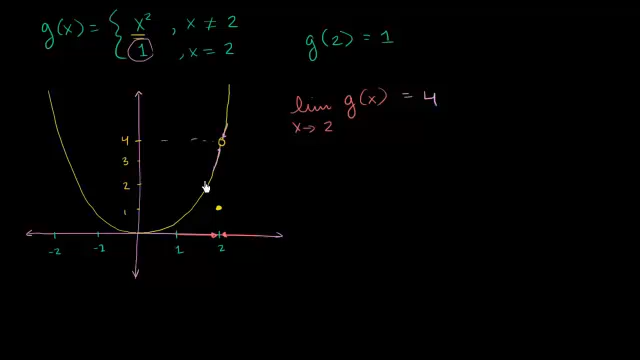 g(x) = { x² , x ≠ 2
1 , x = 2
g(2) = 1
lim g(x) = 4
x→2
4
3
2
1
-2 -1 1 2